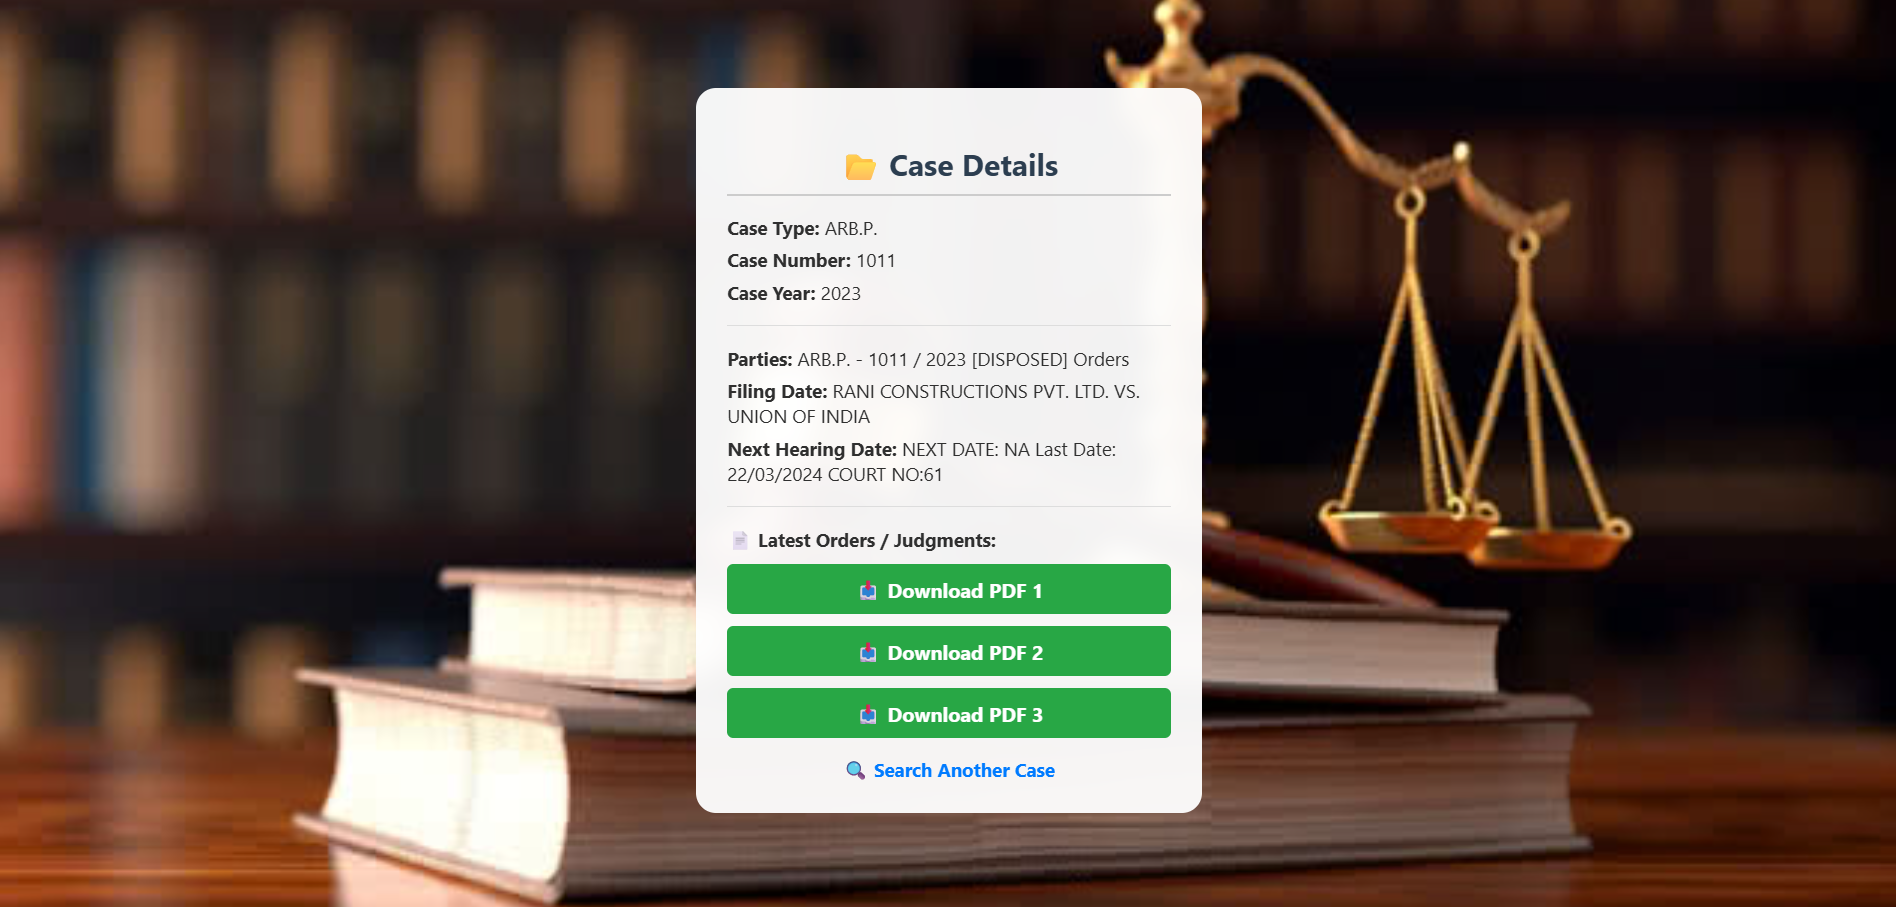 Case Details
Case Type: ARB.P.
Case Number: 1011
Case Year: 2023
Parties: ARB.P. - 1011 / 2023 [DISPOSED] Orders
Filing Date: RANI CONSTRUCTIONS PVT. LTD. VS.
UNION OF INDIA
Next Hearing Date: NEXT DATE: NA Last Date:
22/03/2024 COURT NO:61
Latest Orders / Judgments:
Download PDF 1
Download PDF 2
Download PDF 3
Search Another Case